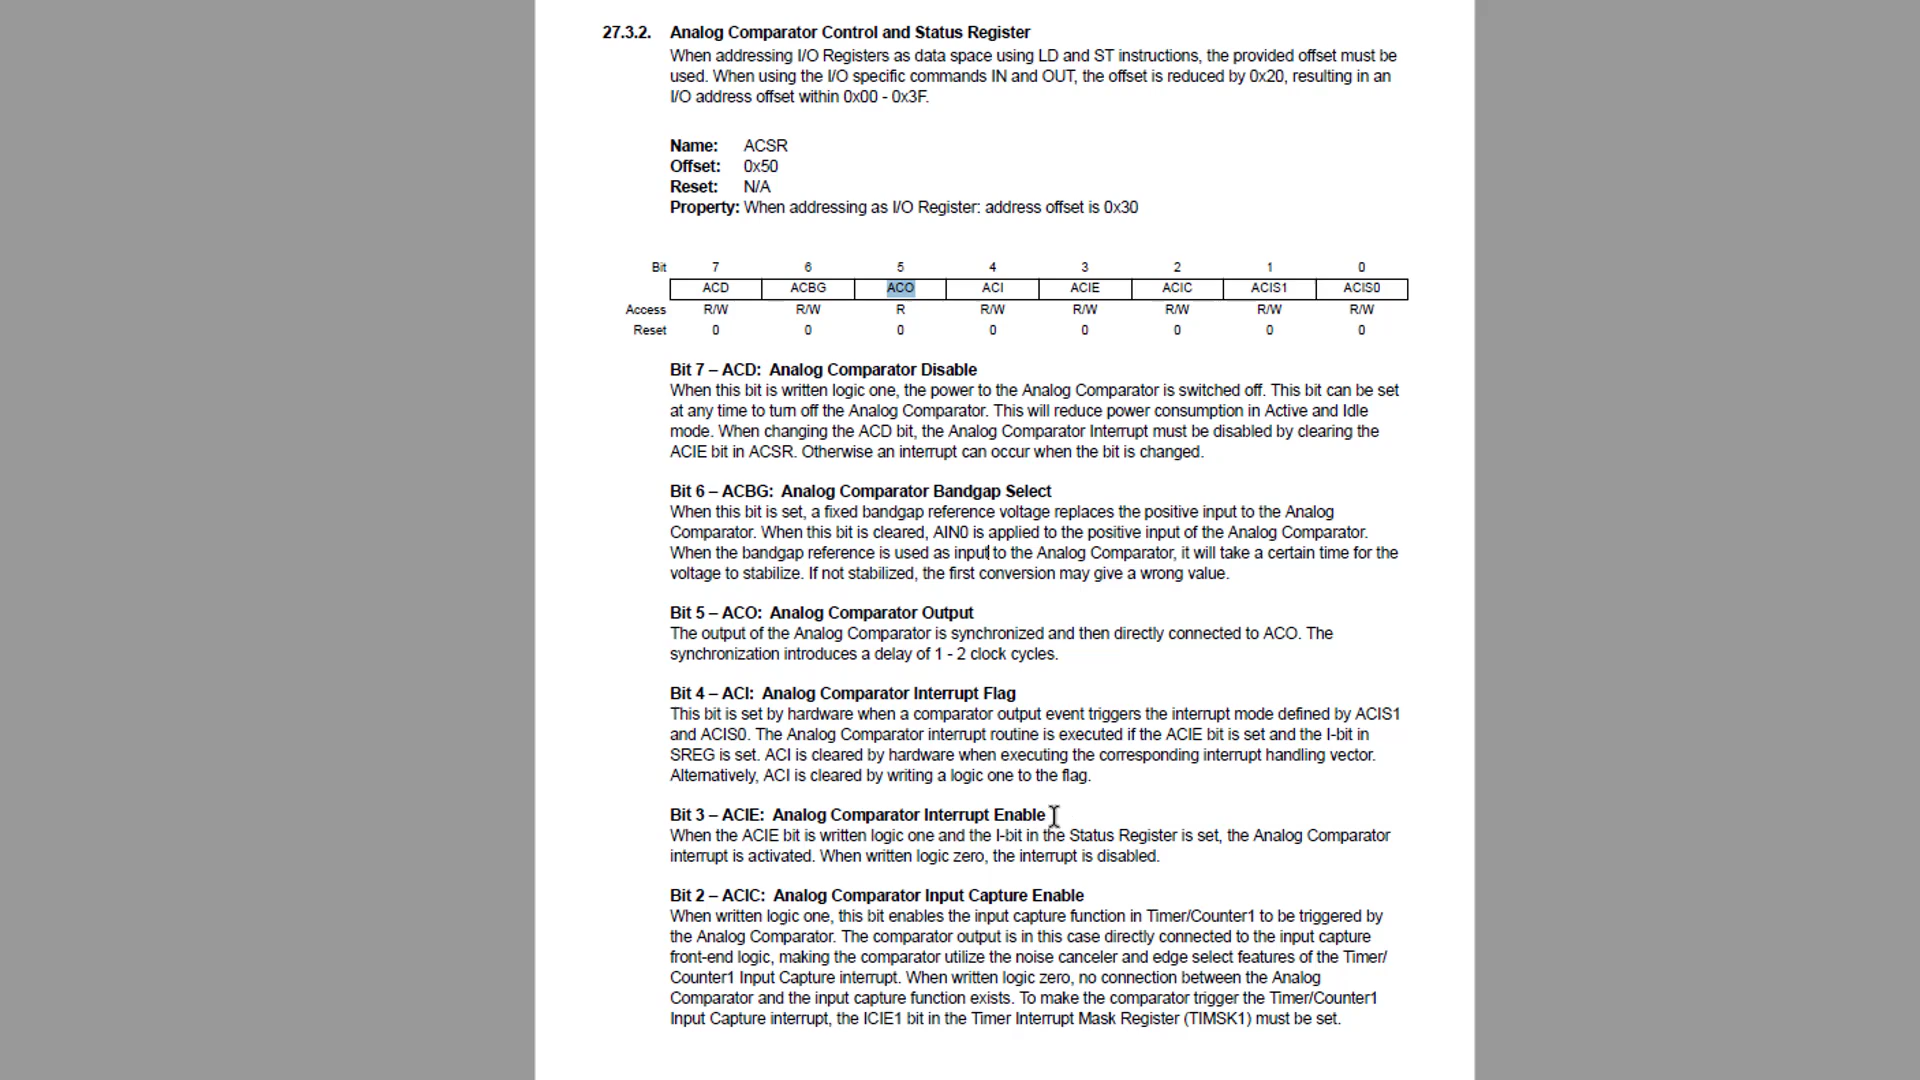 27.3.2. Analog Comparator Control and Status Register
When addressing I/O Registers as data space using LD and ST instructions, the provided offset must be
used. When using the I/O specific commands IN and OUT, the offset is reduced by 0x20, resulting in an
I/O address offset within 0x00 - 0x3F.
Name: ACSR
Offset: 0x50
Reset: N/A
Property: When addressing as I/O Register: address offset is 0x30
Bit 7 6 5 4 3 2 1 0
ACD ACBG ACO ACI ACIE ACIC ACIS1 ACIS0
Access R/W R/W R R/W R/W R/W R/W R/W
Reset 0 0 0 0 0 0 0 0
Bit 7 – ACD: Analog Comparator Disable
When this bit is written logic one, the power to the Analog Comparator is switched off. This bit can be set
at any time to turn off the Analog Comparator. This will reduce power consumption in Active and Idle
mode. When changing the ACD bit, the Analog Comparator Interrupt must be disabled by clearing the
ACIE bit in ACSR. Otherwise an interrupt can occur when the bit is changed.
Bit 6 – ACBG: Analog Comparator Bandgap Select
When this bit is set, a fixed bandgap reference voltage replaces the positive input to the Analog
Comparator. When this bit is cleared, AIN0 is applied to the positive input of the Analog Comparator.
When the bandgap reference is used as input to the Analog Comparator, it will take a certain time for the
voltage to stabilize. If not stabilized, the first conversion may give a wrong value.
Bit 5 – ACO: Analog Comparator Output
The output of the Analog Comparator is synchronized and then directly connected to ACO. The
synchronization introduces a delay of 1 - 2 clock cycles.
Bit 4 – ACI: Analog Comparator Interrupt Flag
This bit is set by hardware when a comparator output event triggers the interrupt mode defined by ACIS1
and ACIS0. The Analog Comparator interrupt routine is executed if the ACIE bit is set and the I-bit in
SREG is set. ACI is cleared by hardware when executing the corresponding interrupt handling vector.
Alternatively, ACI is cleared by writing a logic one to the flag.
Bit 3 – ACIE: Analog Comparator Interrupt Enable
When the ACIE bit is written logic one and the I-bit in the Status Register is set, the Analog Comparator
interrupt is activated. When written logic zero, the interrupt is disabled.
Bit 2 – ACIC: Analog Comparator Input Capture Enable
When written logic one, this bit enables the input capture function in Timer/Counter1 to be triggered by
the Analog Comparator. The comparator output is in this case directly connected to the input capture
front-end logic, making the comparator utilize the noise canceler and edge select features of the Timer/
Counter1 Input Capture interrupt. When written logic zero, no connection between the Analog
Comparator and the input capture function exists. To make the comparator trigger the Timer/Counter1
Input Capture interrupt, the ICIE1 bit in the Timer Interrupt Mask Register (TIMSK1) must be set.